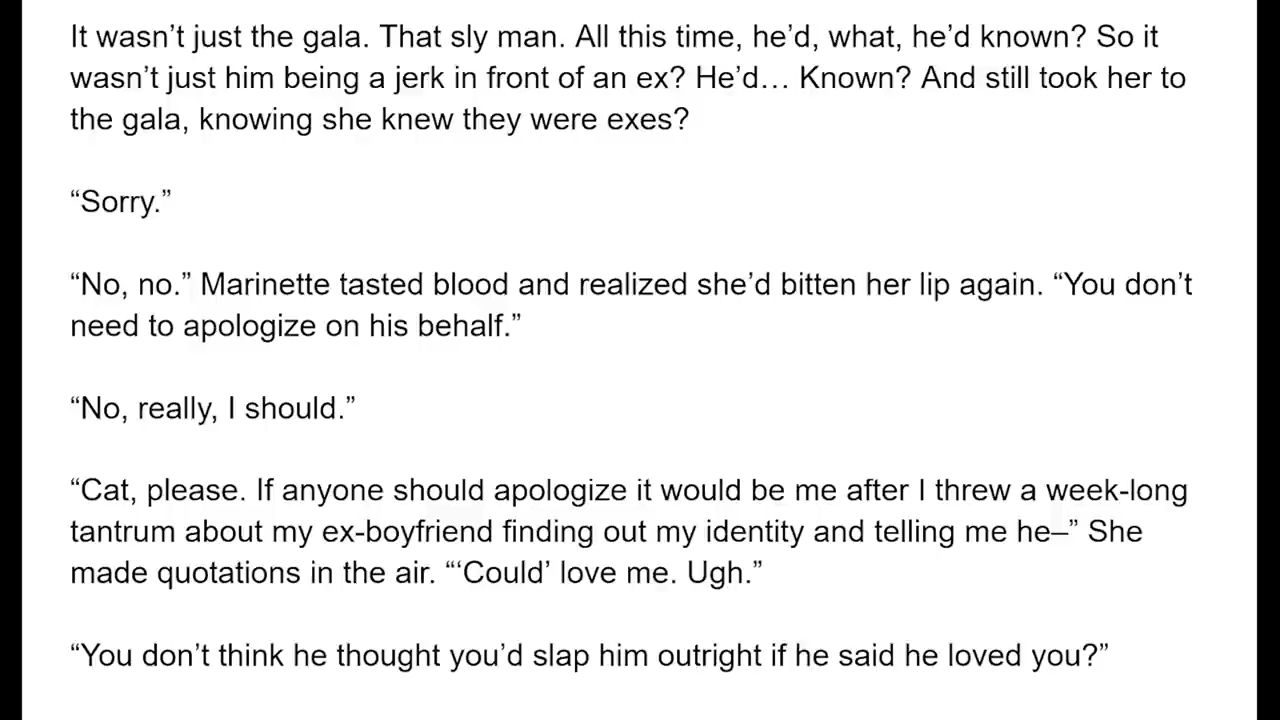 It wasn’t just the gala. That sly man. All this time, he’d, what, he’d known? So it
wasn’t just him being a jerk in front of an ex? He’d… Known? And still took her to
the gala, knowing she knew they were exes?
“Sorry.”
“No, no.” Marinette tasted blood and realized she’d bitten her lip again. “You don’t
need to apologize on his behalf.”
“No, really, I should.”
“Cat, please. If anyone should apologize it would be me after I threw a week-long
tantrum about my ex-boyfriend finding out my identity and telling me he–” She
made quotations in the air. “‘Could’ love me. Ugh.”
“You don’t think he thought you’d slap him outright if he said he loved you?”